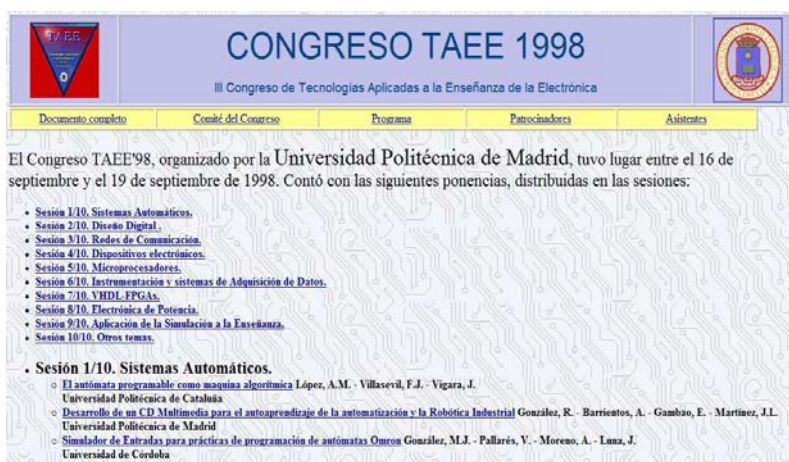 TAEE
CONGRESO TAEE 1998
III Congreso de Tecnologías Aplicadas a la Enseñanza de la Electrónica
Documento completo Comité del Congreso Programa Patrocinadores Asistentes
El Congreso TAEE'98, organizado por la Universidad Politécnica de Madrid, tuvo lugar entre el 16 de
septiembre y el 19 de septiembre de 1998. Contó con las siguientes ponencias, distribuidas en las sesiones:
Sesión 1/10. Sistemas Automáticos.
Sesión 2/10. Diseño Digital .
Sesión 3/10. Redes de Comunicación.
Sesión 4/10. Dispositivos electrónicos.
Sesión 5/10. Microprocesadores.
Sesión 6/10. Instrumentación y sistemas de Adquisición de Datos.
Sesión 7/10. VHDL-FPGAs.
Sesión 8/10. Electrónica de Potencia.
Sesión 9/10. Aplicación de la Simulación a la Enseñanza.
Sesión 10/10. Otros temas.
Sesión 1/10. Sistemas Automáticos.
El autómata programable como maquina algorítmica López, A.M. - Villasevil, F.J. - Vigara, J.
Universidad Politécnica de Cataluña
Desarrollo de un CD Multimedia para el autoaprendizaje de la automatización y la Robótica Industrial González, R. - Barrientos, A. - Gambao, E. - Martínez, J.L.
Universidad Politécnica de Madrid
Simulador de Entradas para prácticas de programación de autómatas Omron González, M.J. - Pallarés, V. - Moreno, A. - Luna, J.
Universidad de Córdoba